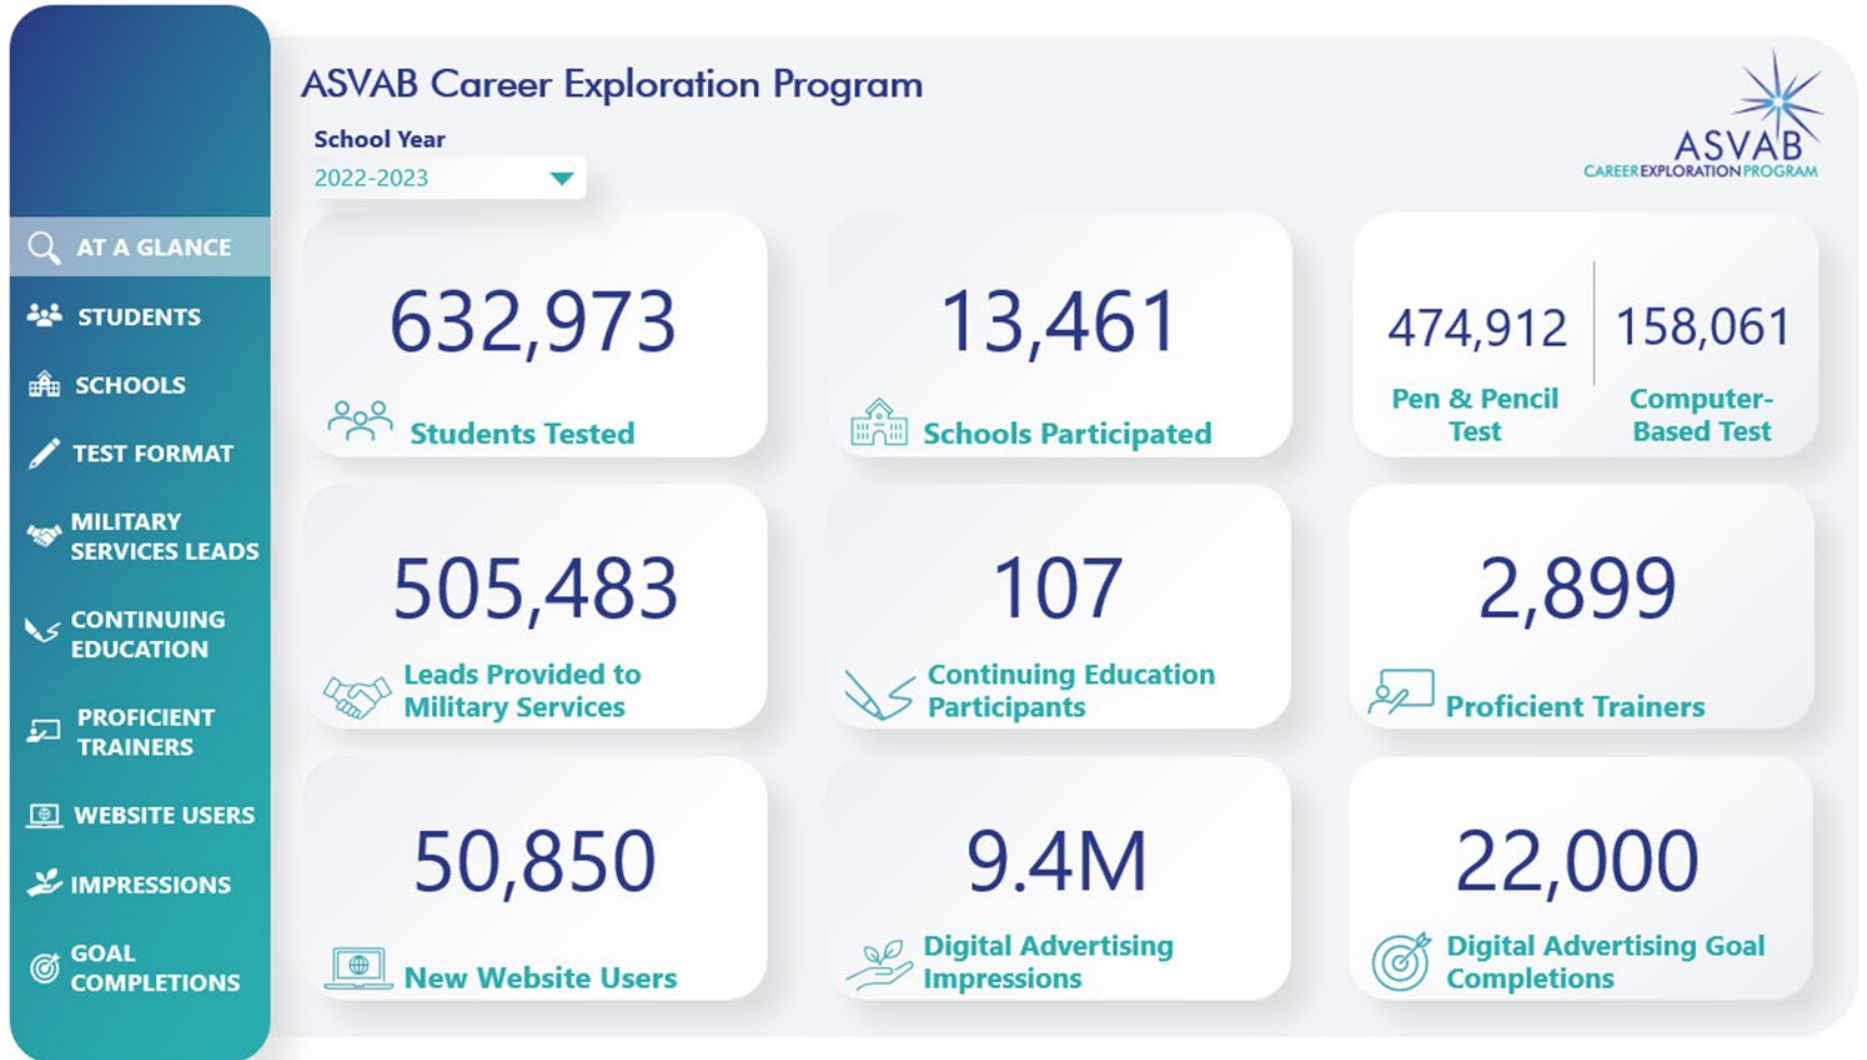 AT A GLANCE
STUDENTS
SCHOOLS
TEST FORMAT
MILITARY
SERVICES LEADS
CONTINUING
EDUCATION
PROFICIENT
TRAINERS
WEBSITE USERS
IMPRESSIONS
GOAL
COMPLETIONS
ASVAB Career Exploration Program
School Year
2022-2023
ASVAB
CAREER EXPLORATION PROGRAM
632,973
Students Tested
13,461
Schools Participated
474,912
Pen & Pencil
Test
158,061
Computer-
Based Test
505,483
Leads Provided to
Military Services
107
Continuing Education
Participants
2,899
Proficient Trainers
50,850
New Website Users
9.4M
Digital Advertising
Impressions
22,000
Digital Advertising Goal
Completions